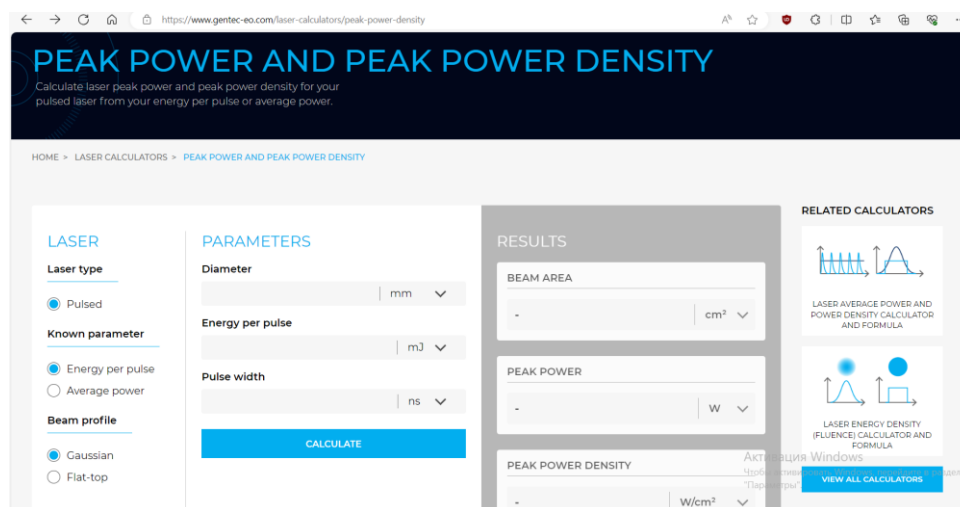 https://www.gentec-eo.com/laser-calculators/peak-power-density
PEAK POWER AND PEAK POWER DENSITY
Calculate laser peak power and peak power density for your
pulsed laser from your energy per pulse or average power.
HOME > LASER CALCULATORS > PEAK POWER AND PEAK POWER DENSITY
LASER
Laser type
Pulsed
Known parameter
Energy per pulse
Average power
Beam profile
Gaussian
Flat-top
PARAMETERS
Diameter
mm
Energy per pulse
mJ
Pulse width
ns
CALCULATE
RESULTS
BEAM AREA
- cm²
PEAK POWER
- W
PEAK POWER DENSITY
- W/cm²
RELATED CALCULATORS
LASER AVERAGE POWER AND
POWER DENSITY CALCULATOR
AND FORMULA
LASER ENERGY DENSITY
(FLUENCE) CALCULATOR AND
FORMULA
VIEW ALL CALCULATORS
Активация Windows
Чтобы активировать Windows, перейдите в раздел
"Параметры".